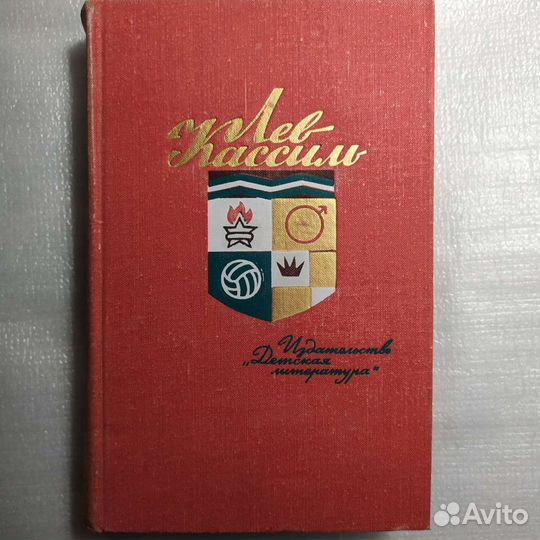 Лев
Кассиль
Издательство
„Детская
литература“
Avito